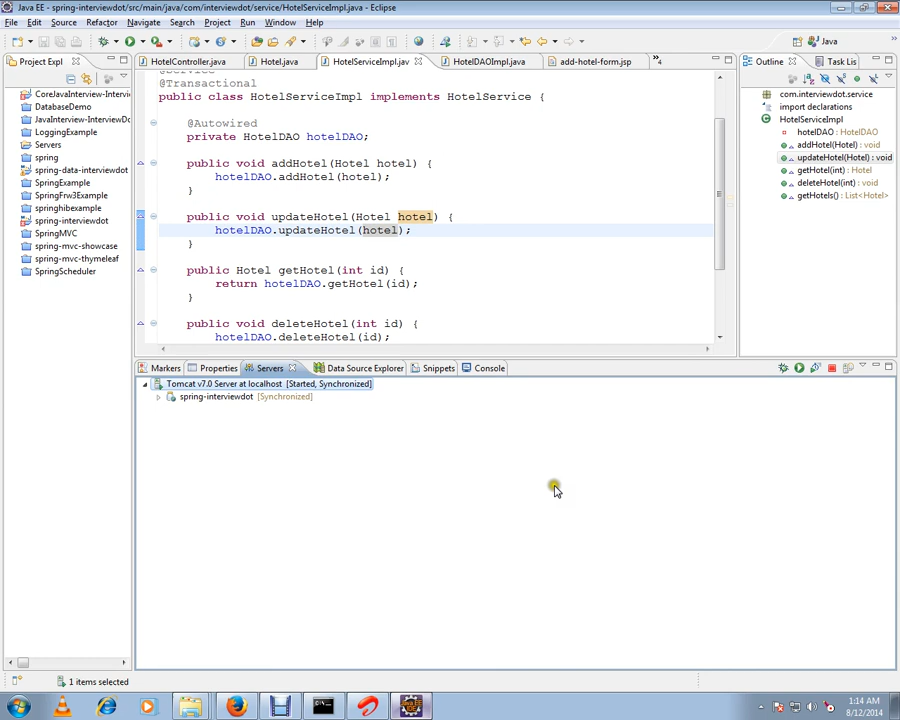 Java EE - spring-interviewdot/src/main/java/com/interviewdot/service/HotelServiceImpl.java - Eclipse
File Edit Source Refactor Navigate Search Project Run Window Help
Java
Project Expl
HotelController.java Hotel.java HotelServiceImpl.jav HotelDAOImpl.java add-hotel-form.jsp »4
Outline Task Lis
CoreJavaInterview-Intervi
DatabaseDemo
JavaInterview-InterviewDo
LoggingExample
Servers
spring
spring-data-interviewdot
SpringExample
SpringFrw3Example
springhibexample
spring-interviewdot
SpringMVC
spring-mvc-showcase
spring-mvc-thymeleaf
SpringScheduler
@Service
@Transactional
public class HotelServiceImpl implements HotelService {
@Autowired
private HotelDAO hotelDAO;
public void addHotel(Hotel hotel) {
hotelDAO.addHotel(hotel);
}
public void updateHotel(Hotel hotel) {
hotelDAO.updateHotel(hotel);
}
public Hotel getHotel(int id) {
return hotelDAO.getHotel(id);
}
public void deleteHotel(int id) {
hotelDAO.deleteHotel(id);
com.interviewdot.service
import declarations
HotelServiceImpl
hotelDAO : HotelDAO
addHotel(Hotel) : void
updateHotel(Hotel) : void
getHotel(int) : Hotel
deleteHotel(int) : void
getHotels() : List<Hotel>
Markers Properties Servers Data Source Explorer Snippets Console
Tomcat v7.0 Server at localhost [Started, Synchronized]
spring-interviewdot [Synchronized]
1 items selected
1:14 AM
8/12/2014